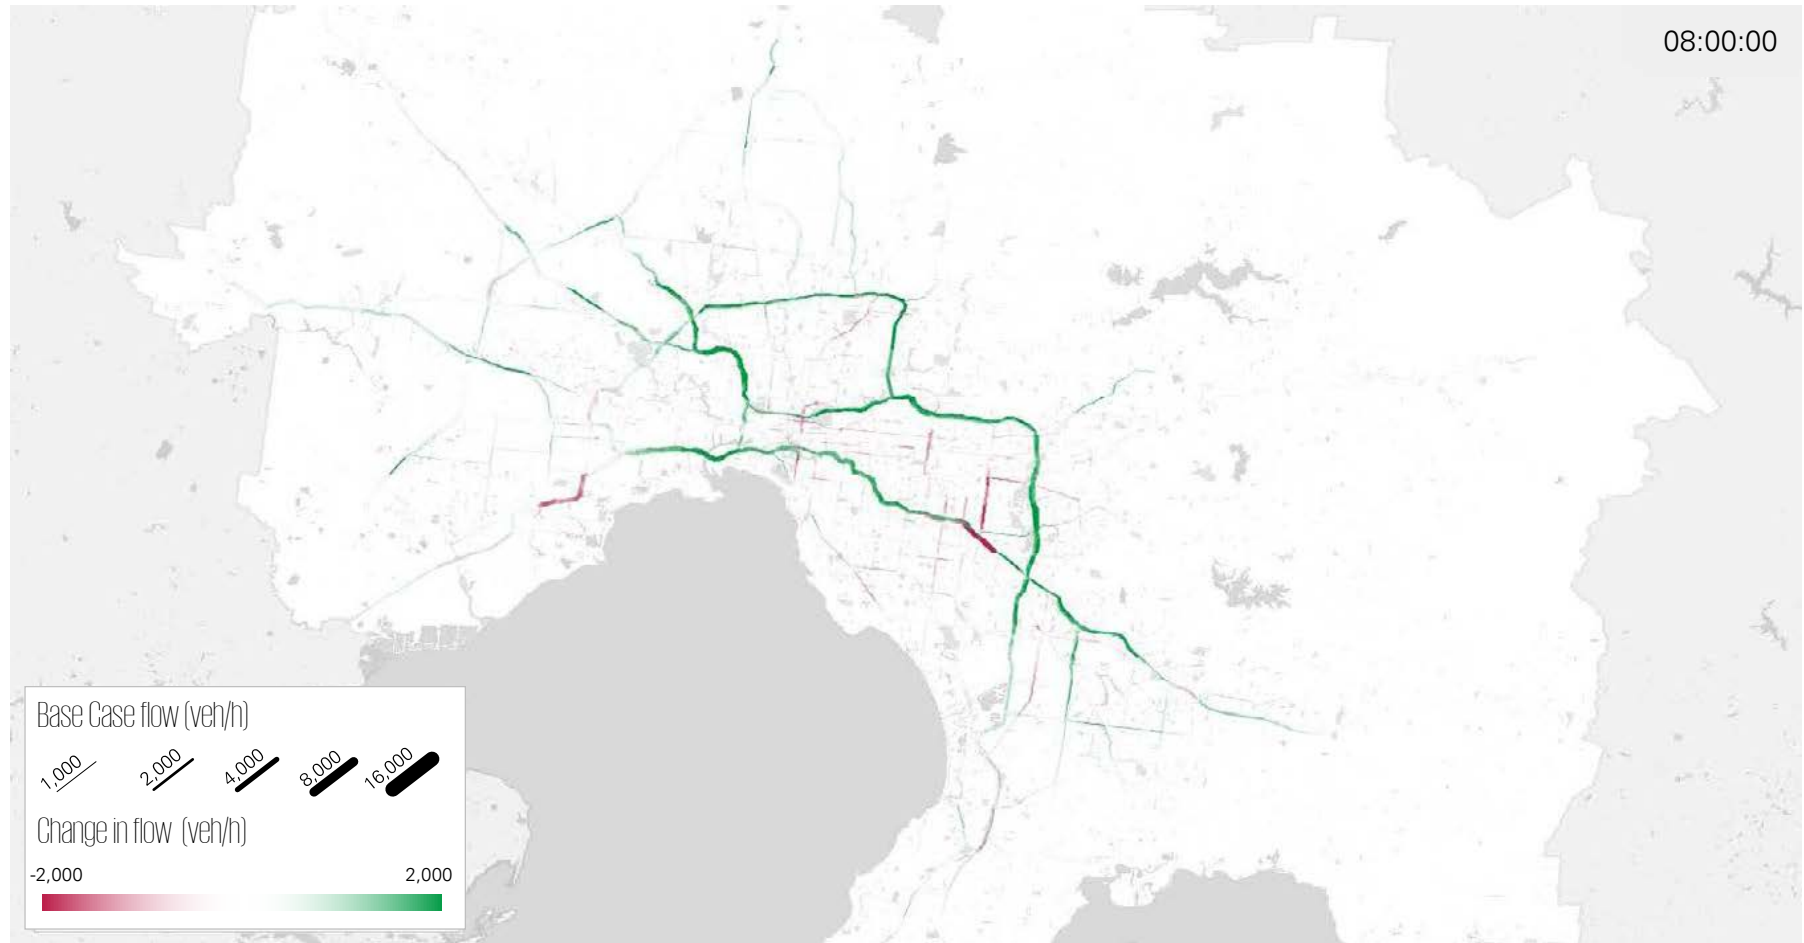 08:00:00
Base Case flow (veh/h)
1,000 2,000 4,000 8,000 16,000
Change in flow (veh/h)
-2,000 2,000